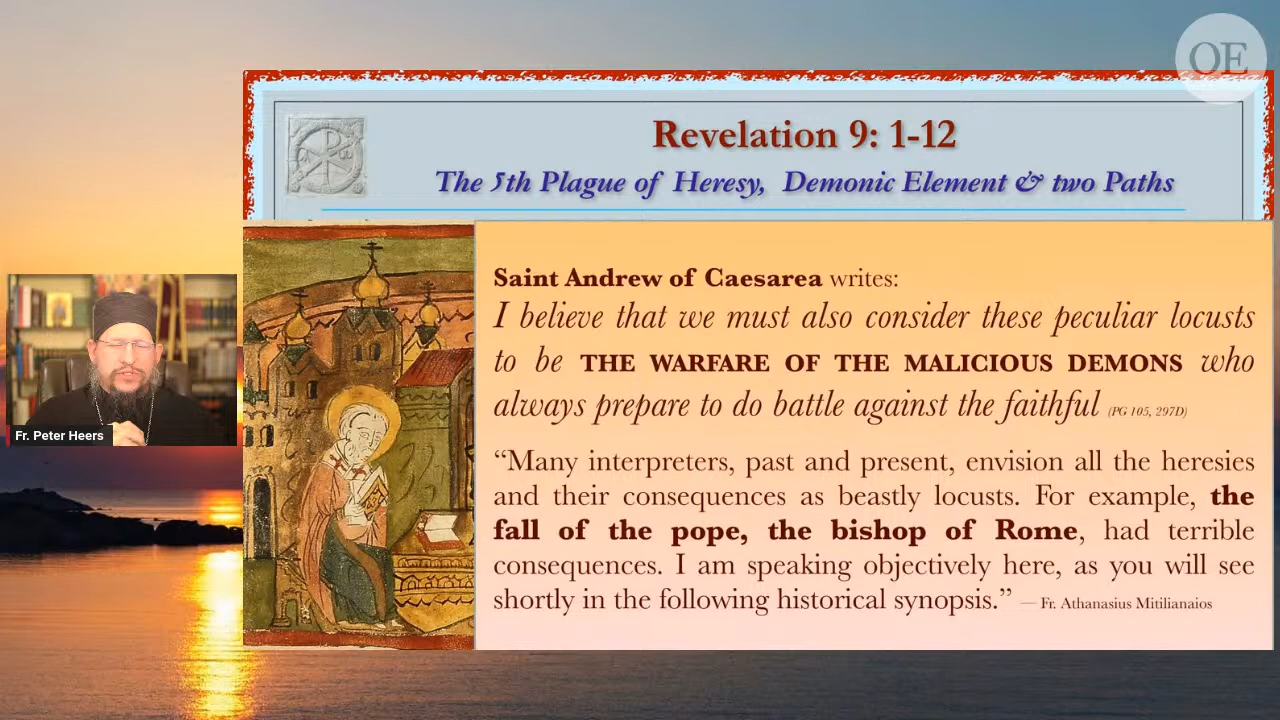 OE
Revelation 9: 1-12
The 5th Plague of Heresy, Demonic Element & two Paths
Saint Andrew of Caesarea writes:
I believe that we must also consider these peculiar locusts
to be THE WARFARE OF THE MALICIOUS DEMONS who
always prepare to do battle against the faithful (PG 105, 297D)
“Many interpreters, past and present, envision all the heresies
and their consequences as beastly locusts. For example, the
fall of the pope, the bishop of Rome, had terrible
consequences. I am speaking objectively here, as you will see
shortly in the following historical synopsis.” — Fr. Athanasius Mitilianaios
Fr. Peter Heers